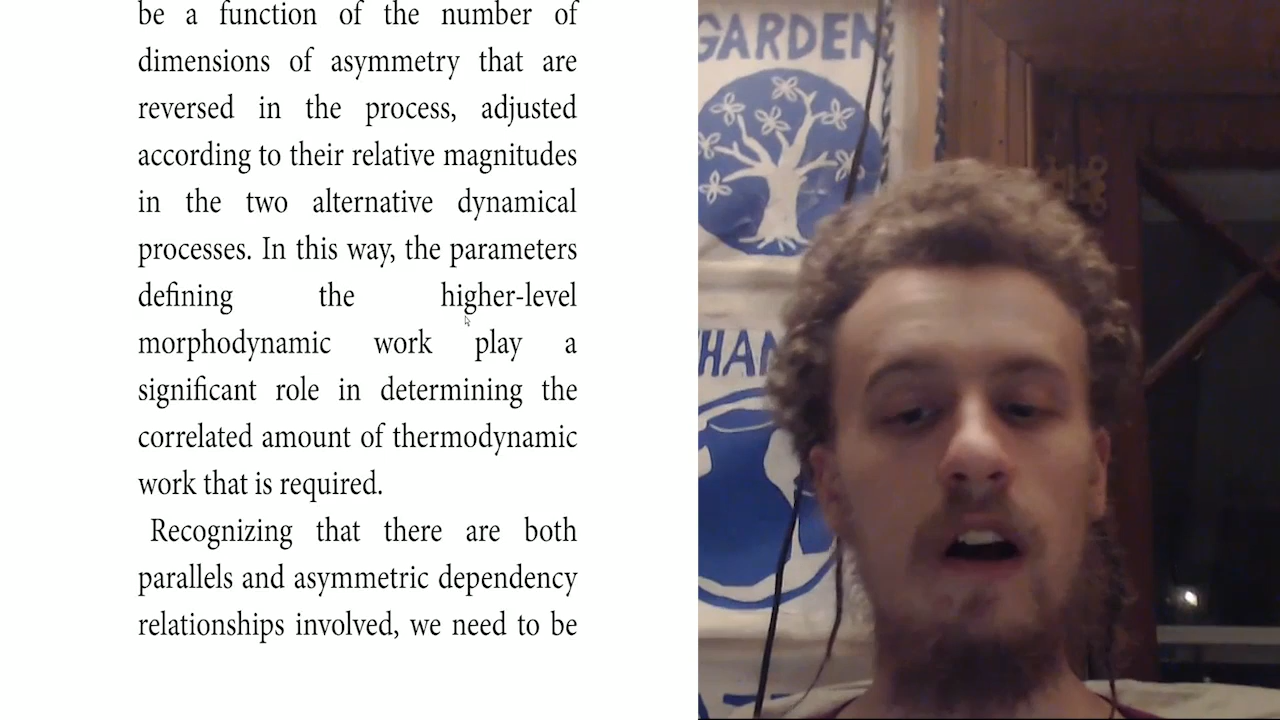 be a function of the number of
dimensions of asymmetry that are
reversed in the process, adjusted
according to their relative magnitudes
in the two alternative dynamical
processes. In this way, the parameters
defining the higher-level
morphodynamic work play a
significant role in determining the
correlated amount of thermodynamic
work that is required.
Recognizing that there are both
parallels and asymmetric dependency
relationships involved, we need to be
GARDEN